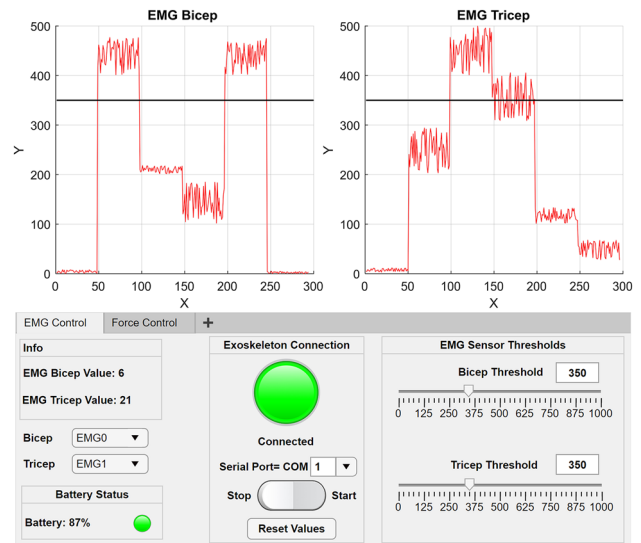 EMG Bicep
500
400
300
200
100
0
Y
0 50 100 150 200 250 300
X
EMG Tricep
500
400
300
200
100
0
Y
0 50 100 150 200 250 300
X
EMG Control Force Control +
Info
EMG Bicep Value: 6
EMG Tricep Value: 21
Bicep EMG0
Tricep EMG1
Battery Status
Battery: 87%
Exoskeleton Connection
Connected
Serial Port= COM 1
Stop Start
Reset Values
EMG Sensor Thresholds
Bicep Threshold 350
0 125 250 375 500 625 750 875 1000
Tricep Threshold 350
0 125 250 375 500 625 750 875 1000